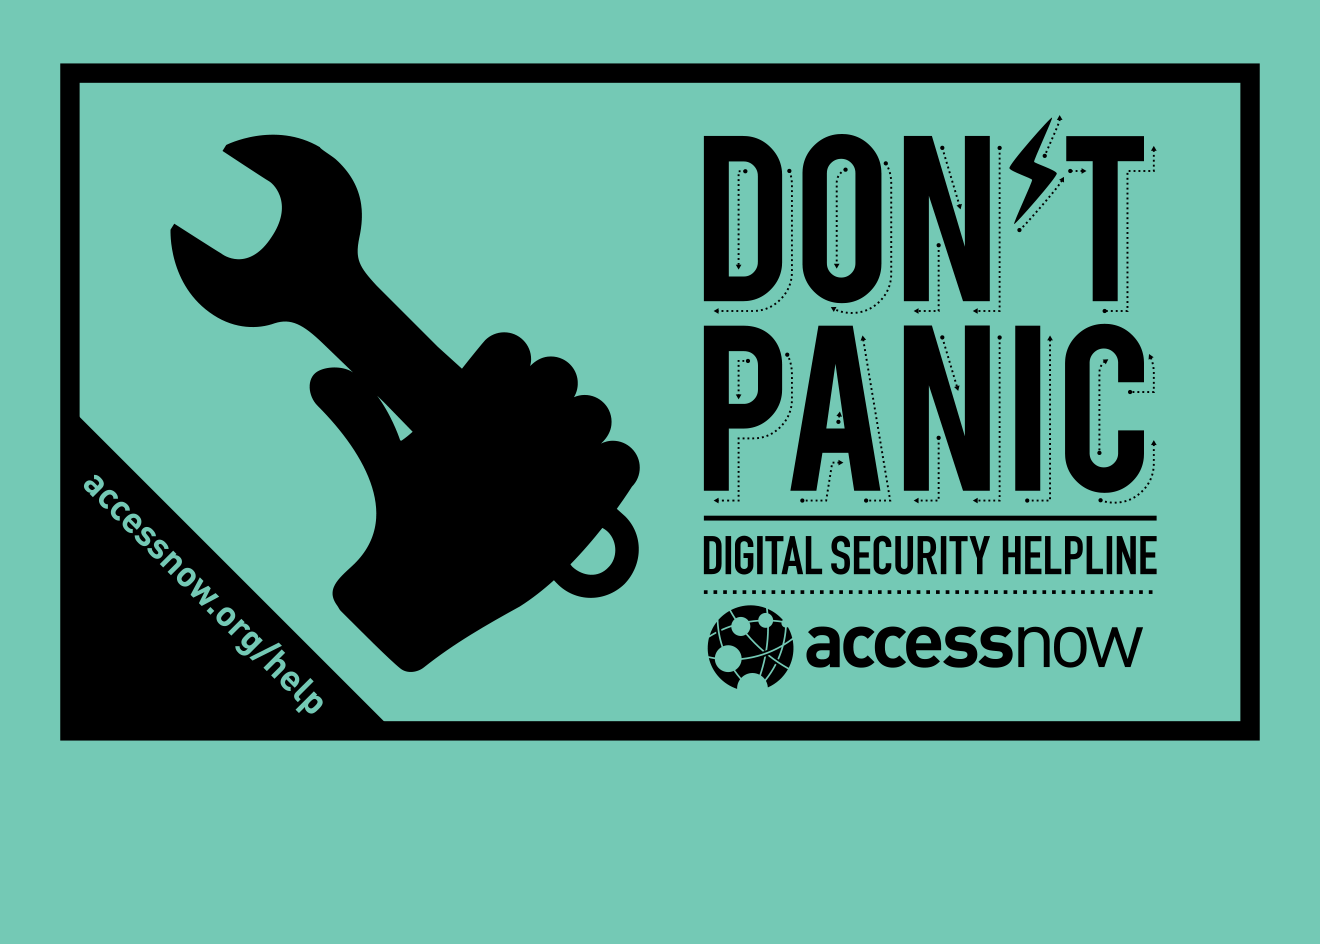 DON'T
PANIC
DIGITAL SECURITY HELPLINE
accessnow
accessnow.org/help